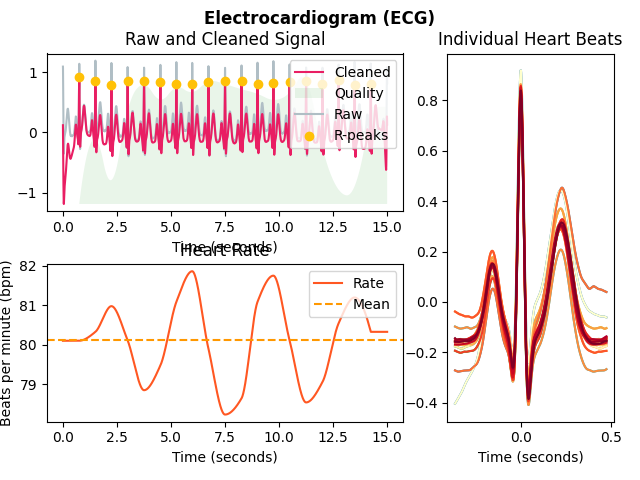 Electrocardiogram (ECG)
Raw and Cleaned Signal
1
0
−1
Cleaned
Quality
Raw
R-peaks
0.0 2.5 5.0 7.5 10.0 12.5 15.0
Time (seconds)
Heart Rate
82
81
80
79
Beats per minute (bpm)
Rate
Mean
0.0 2.5 5.0 7.5 10.0 12.5 15.0
Time (seconds)
Individual Heart Beats
0.8
0.6
0.4
0.2
0.0
−0.2
−0.4
0.0 0.5
Time (seconds)